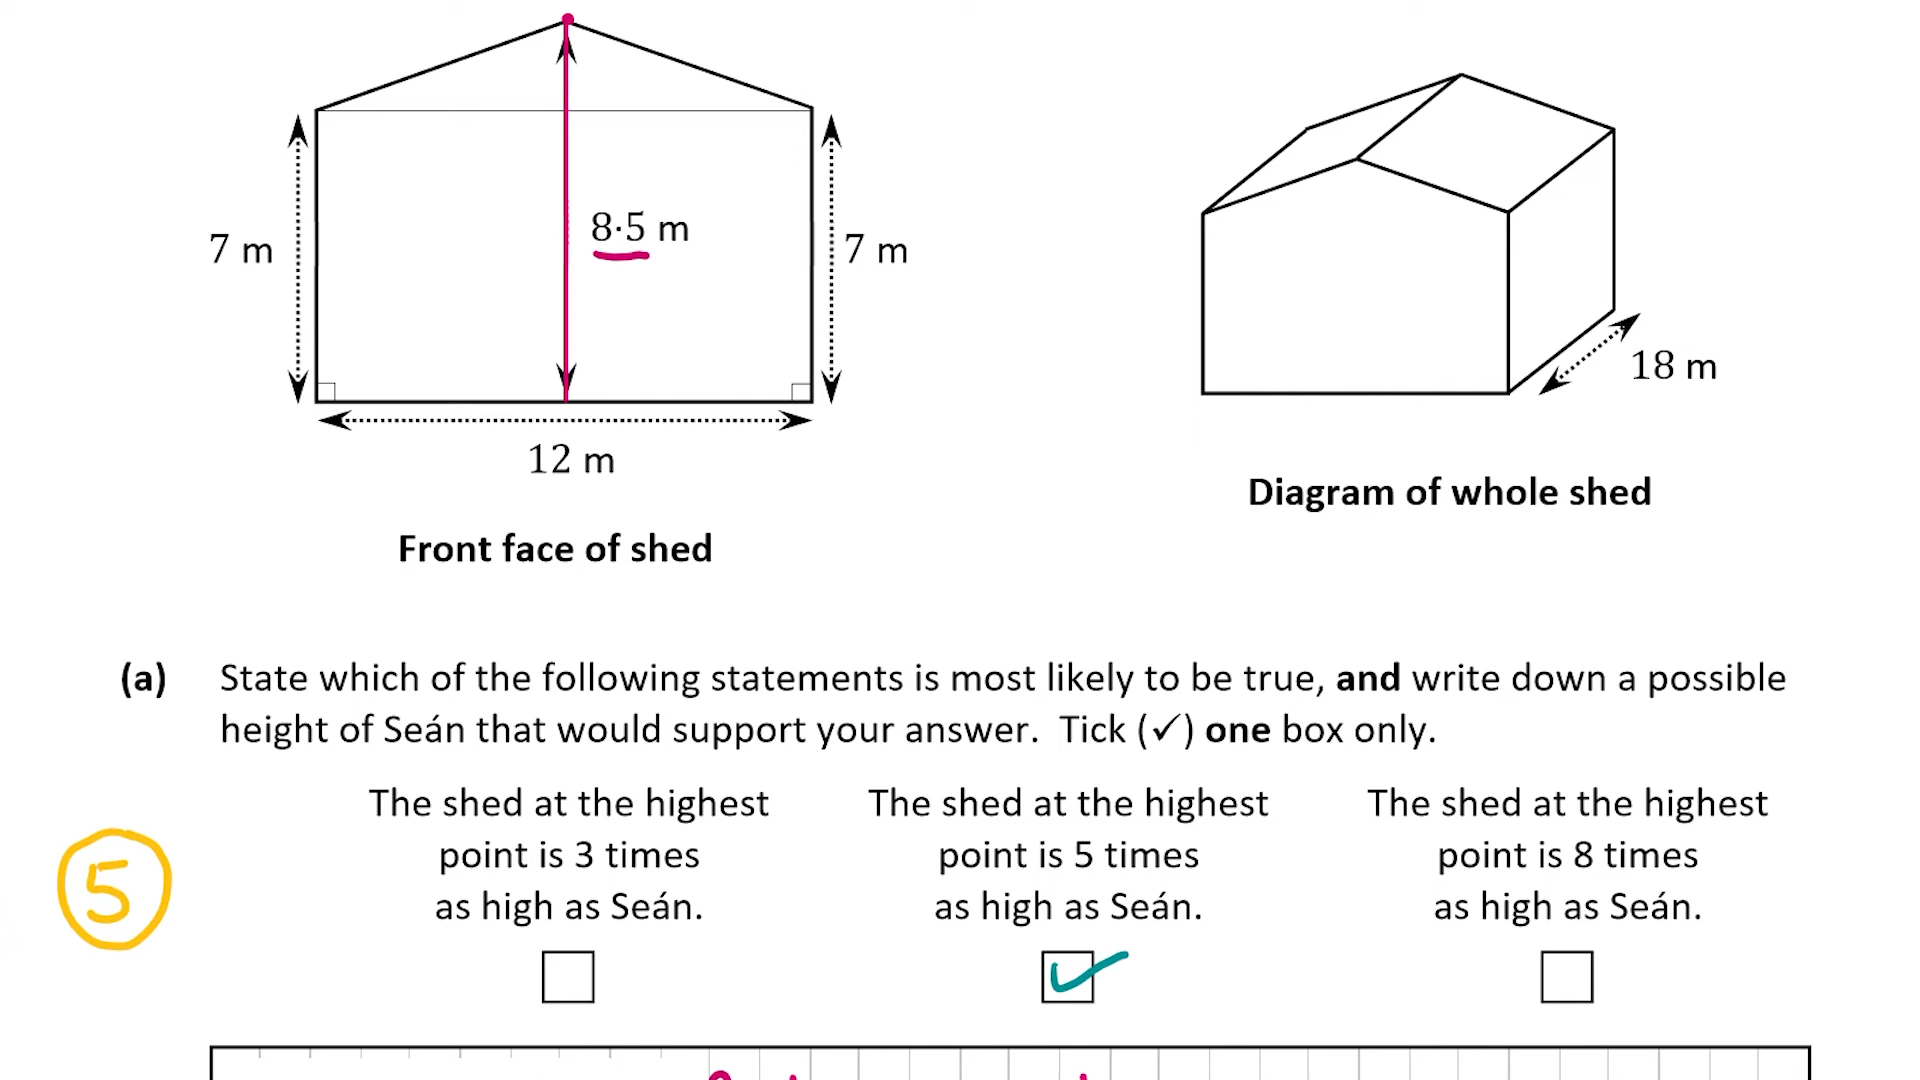 8·5 m
7 m
7 m
18 m
12 m
Diagram of whole shed
Front face of shed
(a) State which of the following statements is most likely to be true, and write down a possible
height of Seán that would support your answer. Tick (✓) one box only.
The shed at the highest
point is 3 times
as high as Seán.
The shed at the highest
point is 5 times
as high as Seán.
The shed at the highest
point is 8 times
as high as Seán.
5